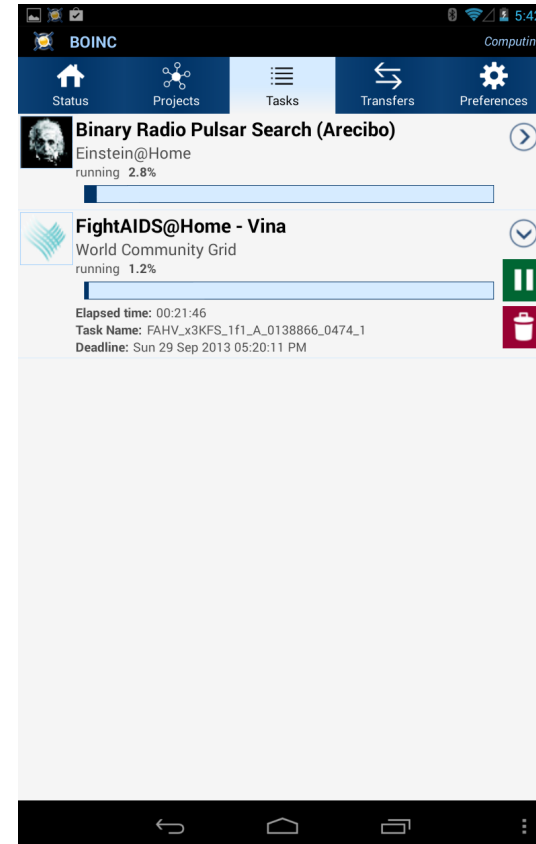 5:42
BOINC
Computin
Status Projects Tasks Transfers Preferences
Binary Radio Pulsar Search (Arecibo)
Einstein@Home
running 2.8%
FightAIDS@Home - Vina
World Community Grid
running 1.2%
Elapsed time: 00:21:46
Task Name: FAHV_x3KFS_1f1_A_0138866_0474_1
Deadline: Sun 29 Sep 2013 05:20:11 PM